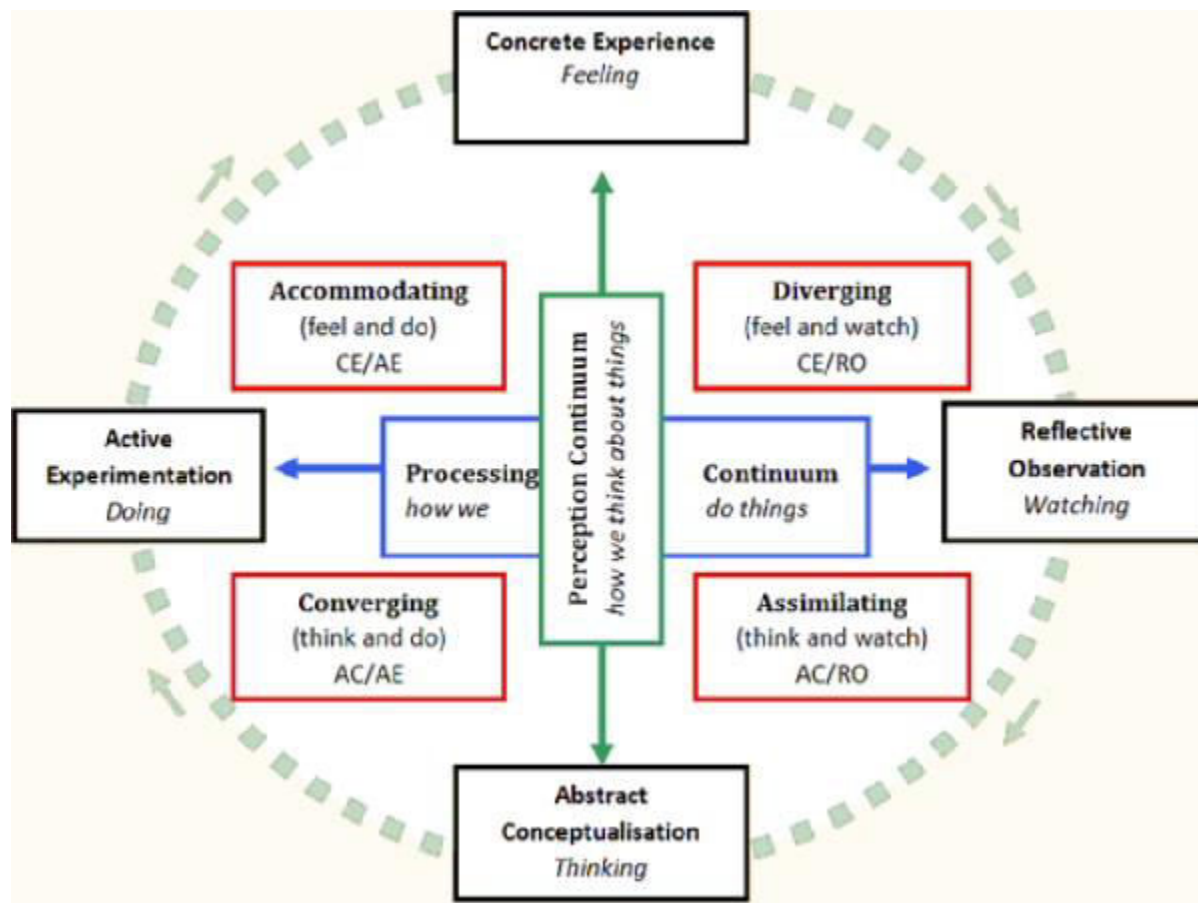 Concrete Experience
Feeling
Accommodating
(feel and do)
CE/AE
Diverging
(feel and watch)
CE/RO
Active
Experimentation
Doing
Processing
how we
Perception Continuum
how we think about things
Continuum
do things
Reflective
Observation
Watching
Converging
(think and do)
AC/AE
Assimilating
(think and watch)
AC/RO
Abstract
Conceptualisation
Thinking